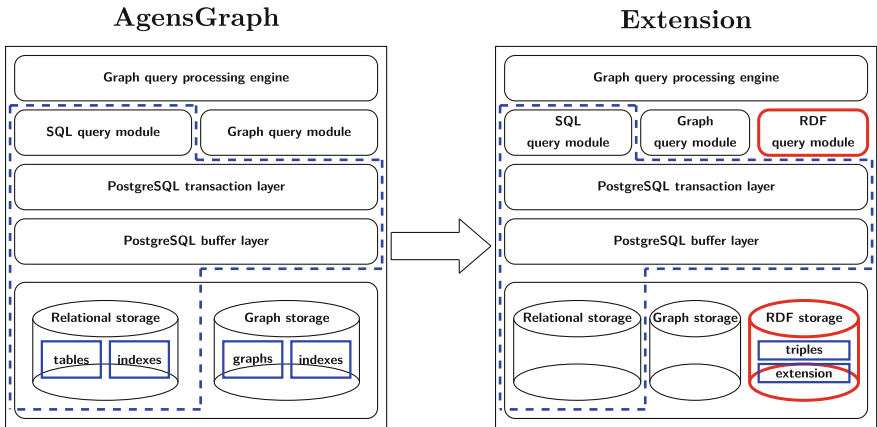 AgensGraph
Graph query processing engine
SQL query module
Graph query module
PostgreSQL transaction layer
PostgreSQL buffer layer
Relational storage
Graph storage
tables
indexes
graphs
indexes
Extension
Graph query processing engine
SQL
query module
Graph
query module
RDF
query module
PostgreSQL transaction layer
PostgreSQL buffer layer
Relational storage
Graph storage
RDF storage
triples
extension